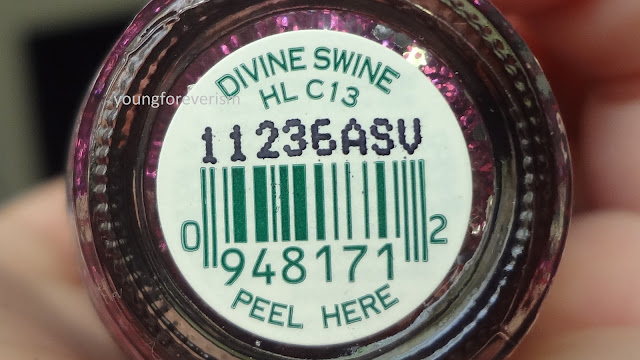 DIVINE SWINE
HL C13
youngforeverism
11236ASV
0 948171 2
PEEL HERE